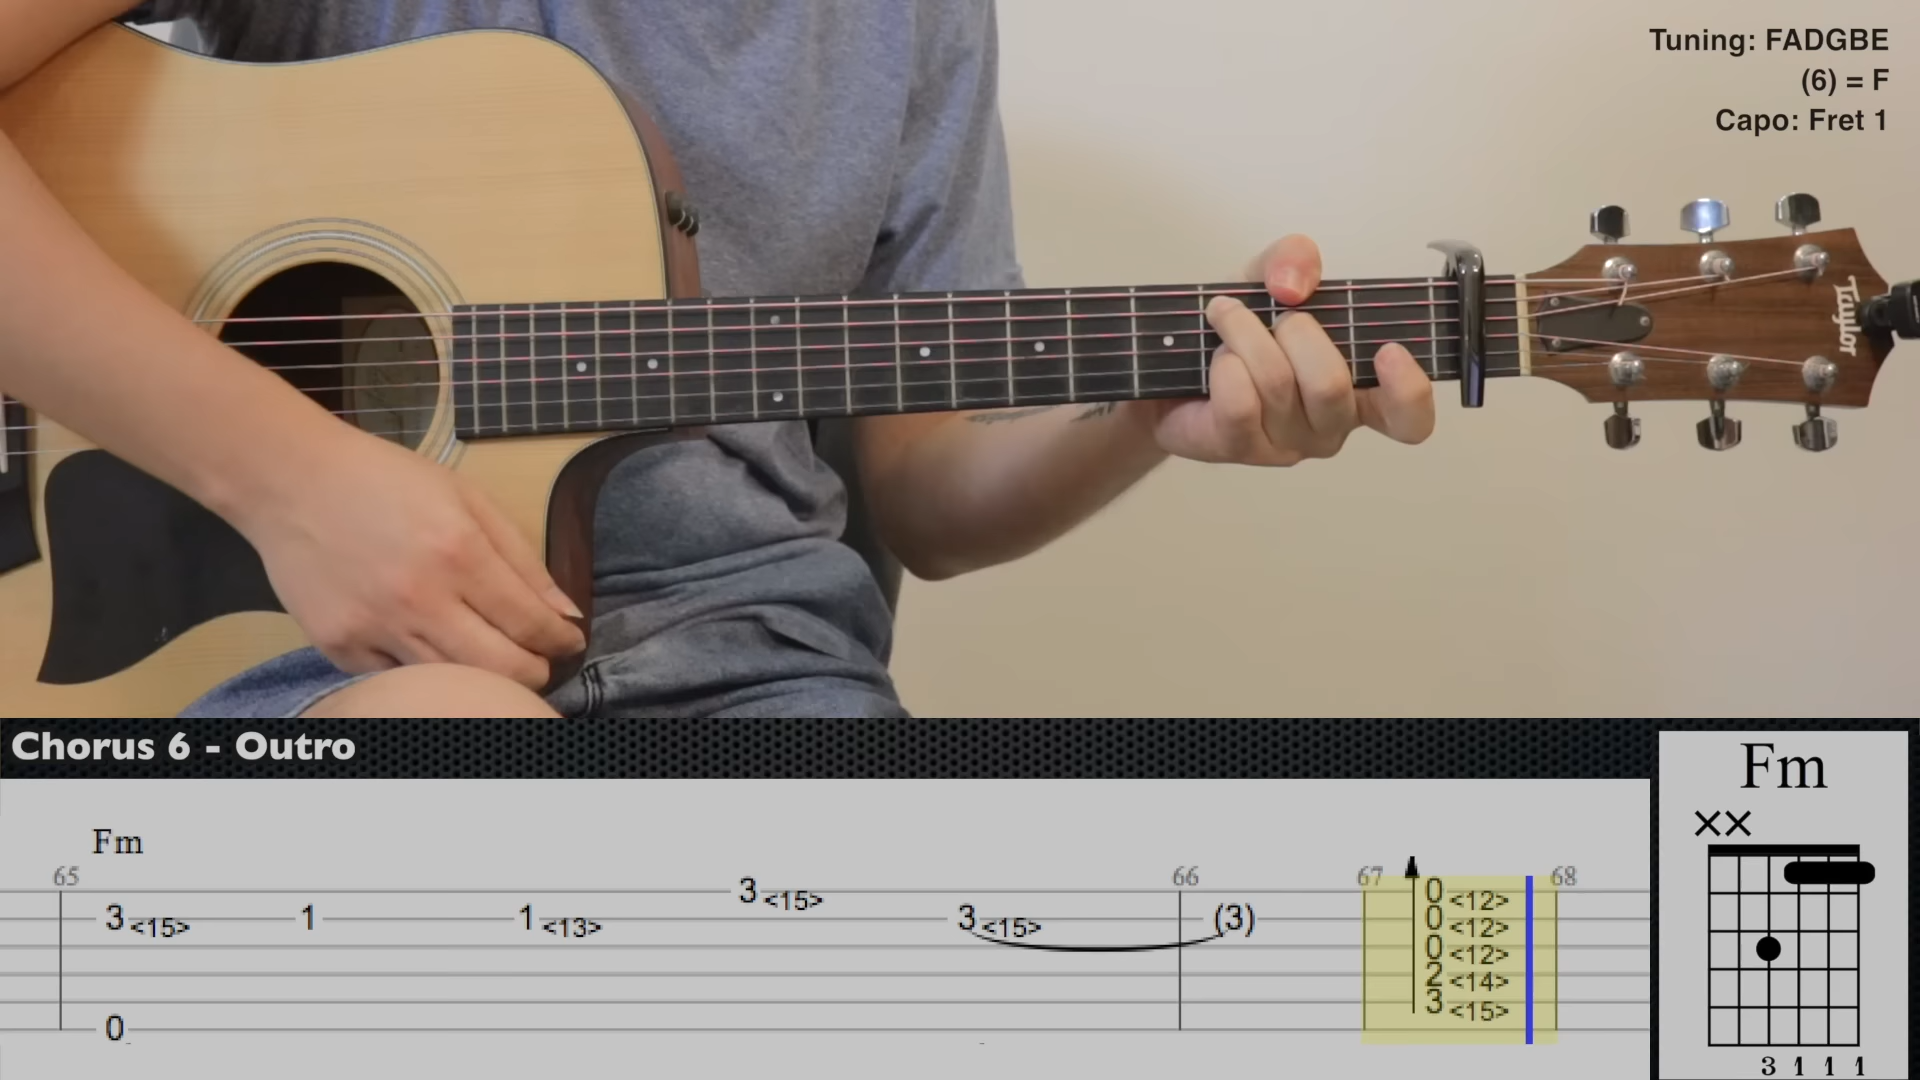 Tuning: FADGBE
(6) = F
Capo: Fret 1
Taylor
Chorus 6 - Outro
Fm
××
3 1 1 1
Fm
65 66 67 68
3 <15> 1 1 <13> 3 <15> 3 <15> (3)
0
0 <12>
0 <12>
0 <12>
2 <14>
3 <15>